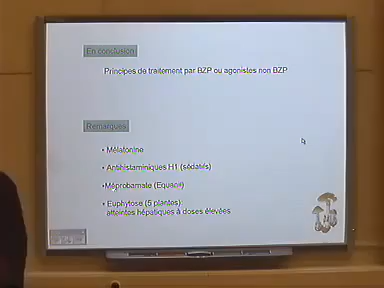 En conclusion
Principes de traitement par BZP ou agonistes non BZP
Remarques
• Mélatonine
• Antihistaminiques H1 (sédatifs)
•Méprobamate (Equanil)
• Euphytose (5 plantes):
atteintes hépatiques à doses élevées